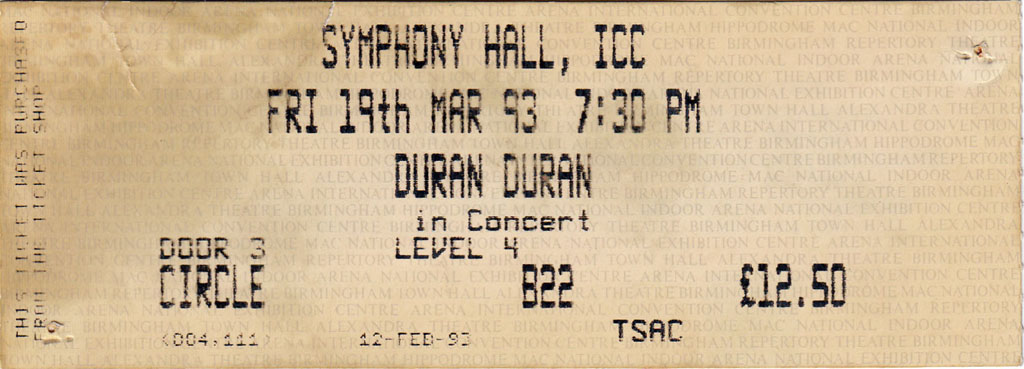 SYMPHONY HALL, ICC
FRI 19th MAR 93 7:30 PM
DURAN DURAN
in Concert
DOOR 3 LEVEL 4
CIRCLE B22 £12.50
(004,111) 12-FEB-93 TSAC
THIS TICKET WAS PURCHASED
FROM THE TICKET SHOP